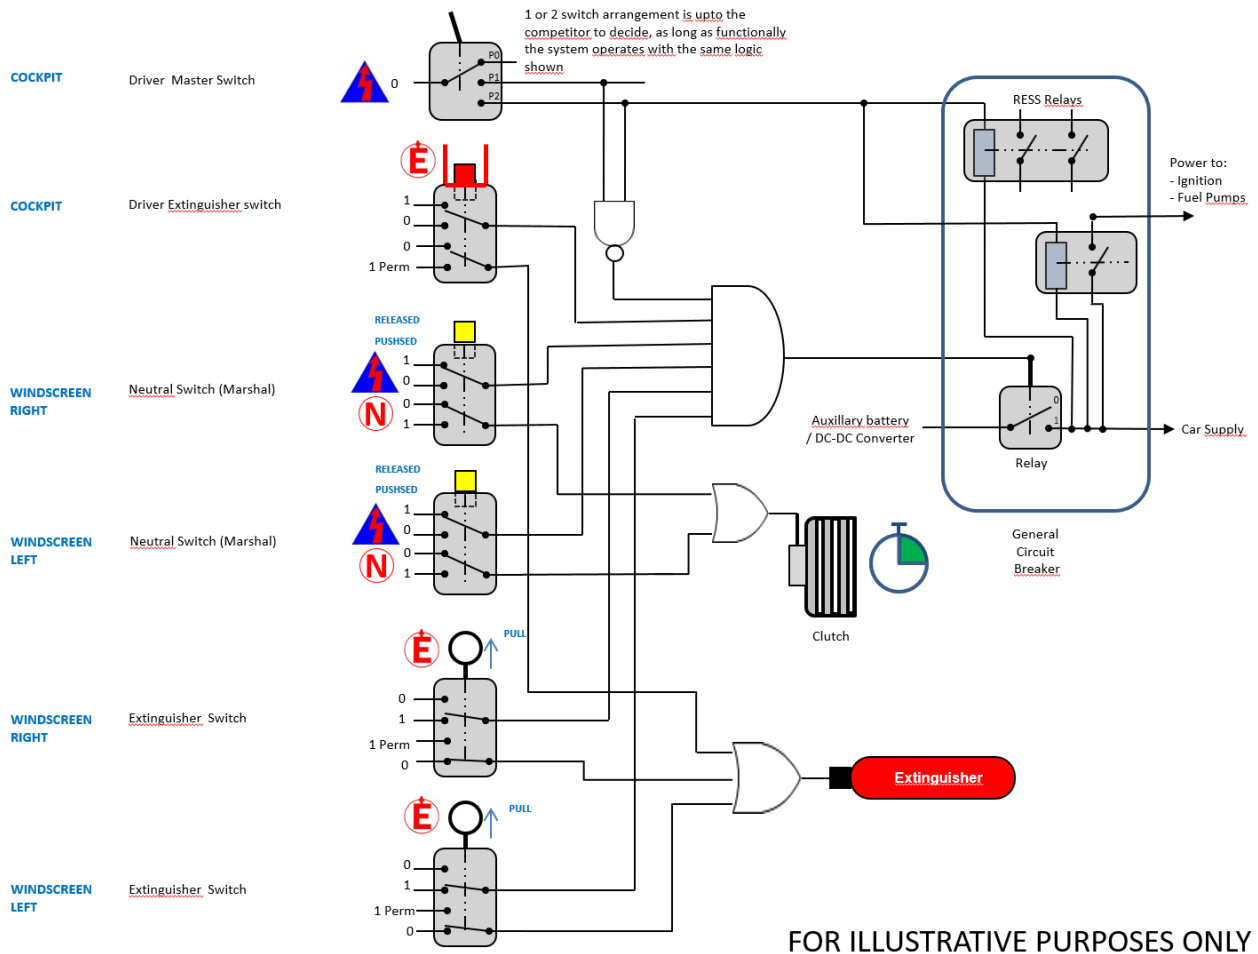 1 or 2 switch arrangement is upto the
competitor to decide, as long as functionally
the system operates with the same logic
shown
COCKPIT
Driver Master Switch
0
P0
P1
P2
RESS Relays
Power to:
- Ignition
- Fuel Pumps
COCKPIT
Driver Extinguisher switch
E
1
0
0
1 Perm
RELEASED
PUSHSED
WINDSCREEN
RIGHT
Neutral Switch (Marshal)
N
1
0
0
1
Auxillary battery
/ DC-DC Converter
0
1
Relay
Car Supply
RELEASED
PUSHSED
WINDSCREEN
LEFT
Neutral Switch (Marshal)
N
1
0
0
1
General
Circuit
Breaker
Clutch
E
PULL
WINDSCREEN
RIGHT
Extinguisher Switch
0
1
1 Perm
0
Extinguisher
E
PULL
WINDSCREEN
LEFT
Extinguisher Switch
0
1
1 Perm
0
FOR ILLUSTRATIVE PURPOSES ONLY